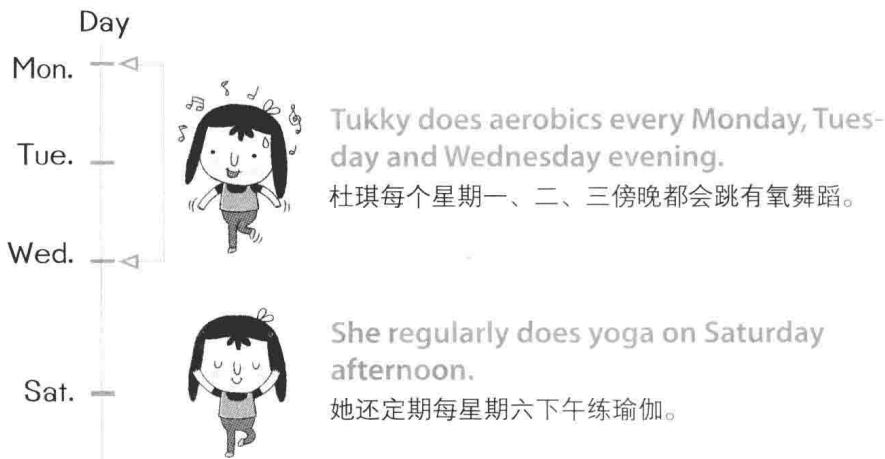 Day
Mon.
Tukky does aerobics every Monday, Tues-
Tue.
day and Wednesday evening.
杜琪每个星期一、二、三傍晚都会跳有氧舞蹈。
Wed.
She regularly does yoga on Saturday
afternoon.
Sat.
她还定期每星期六下午练瑜伽。